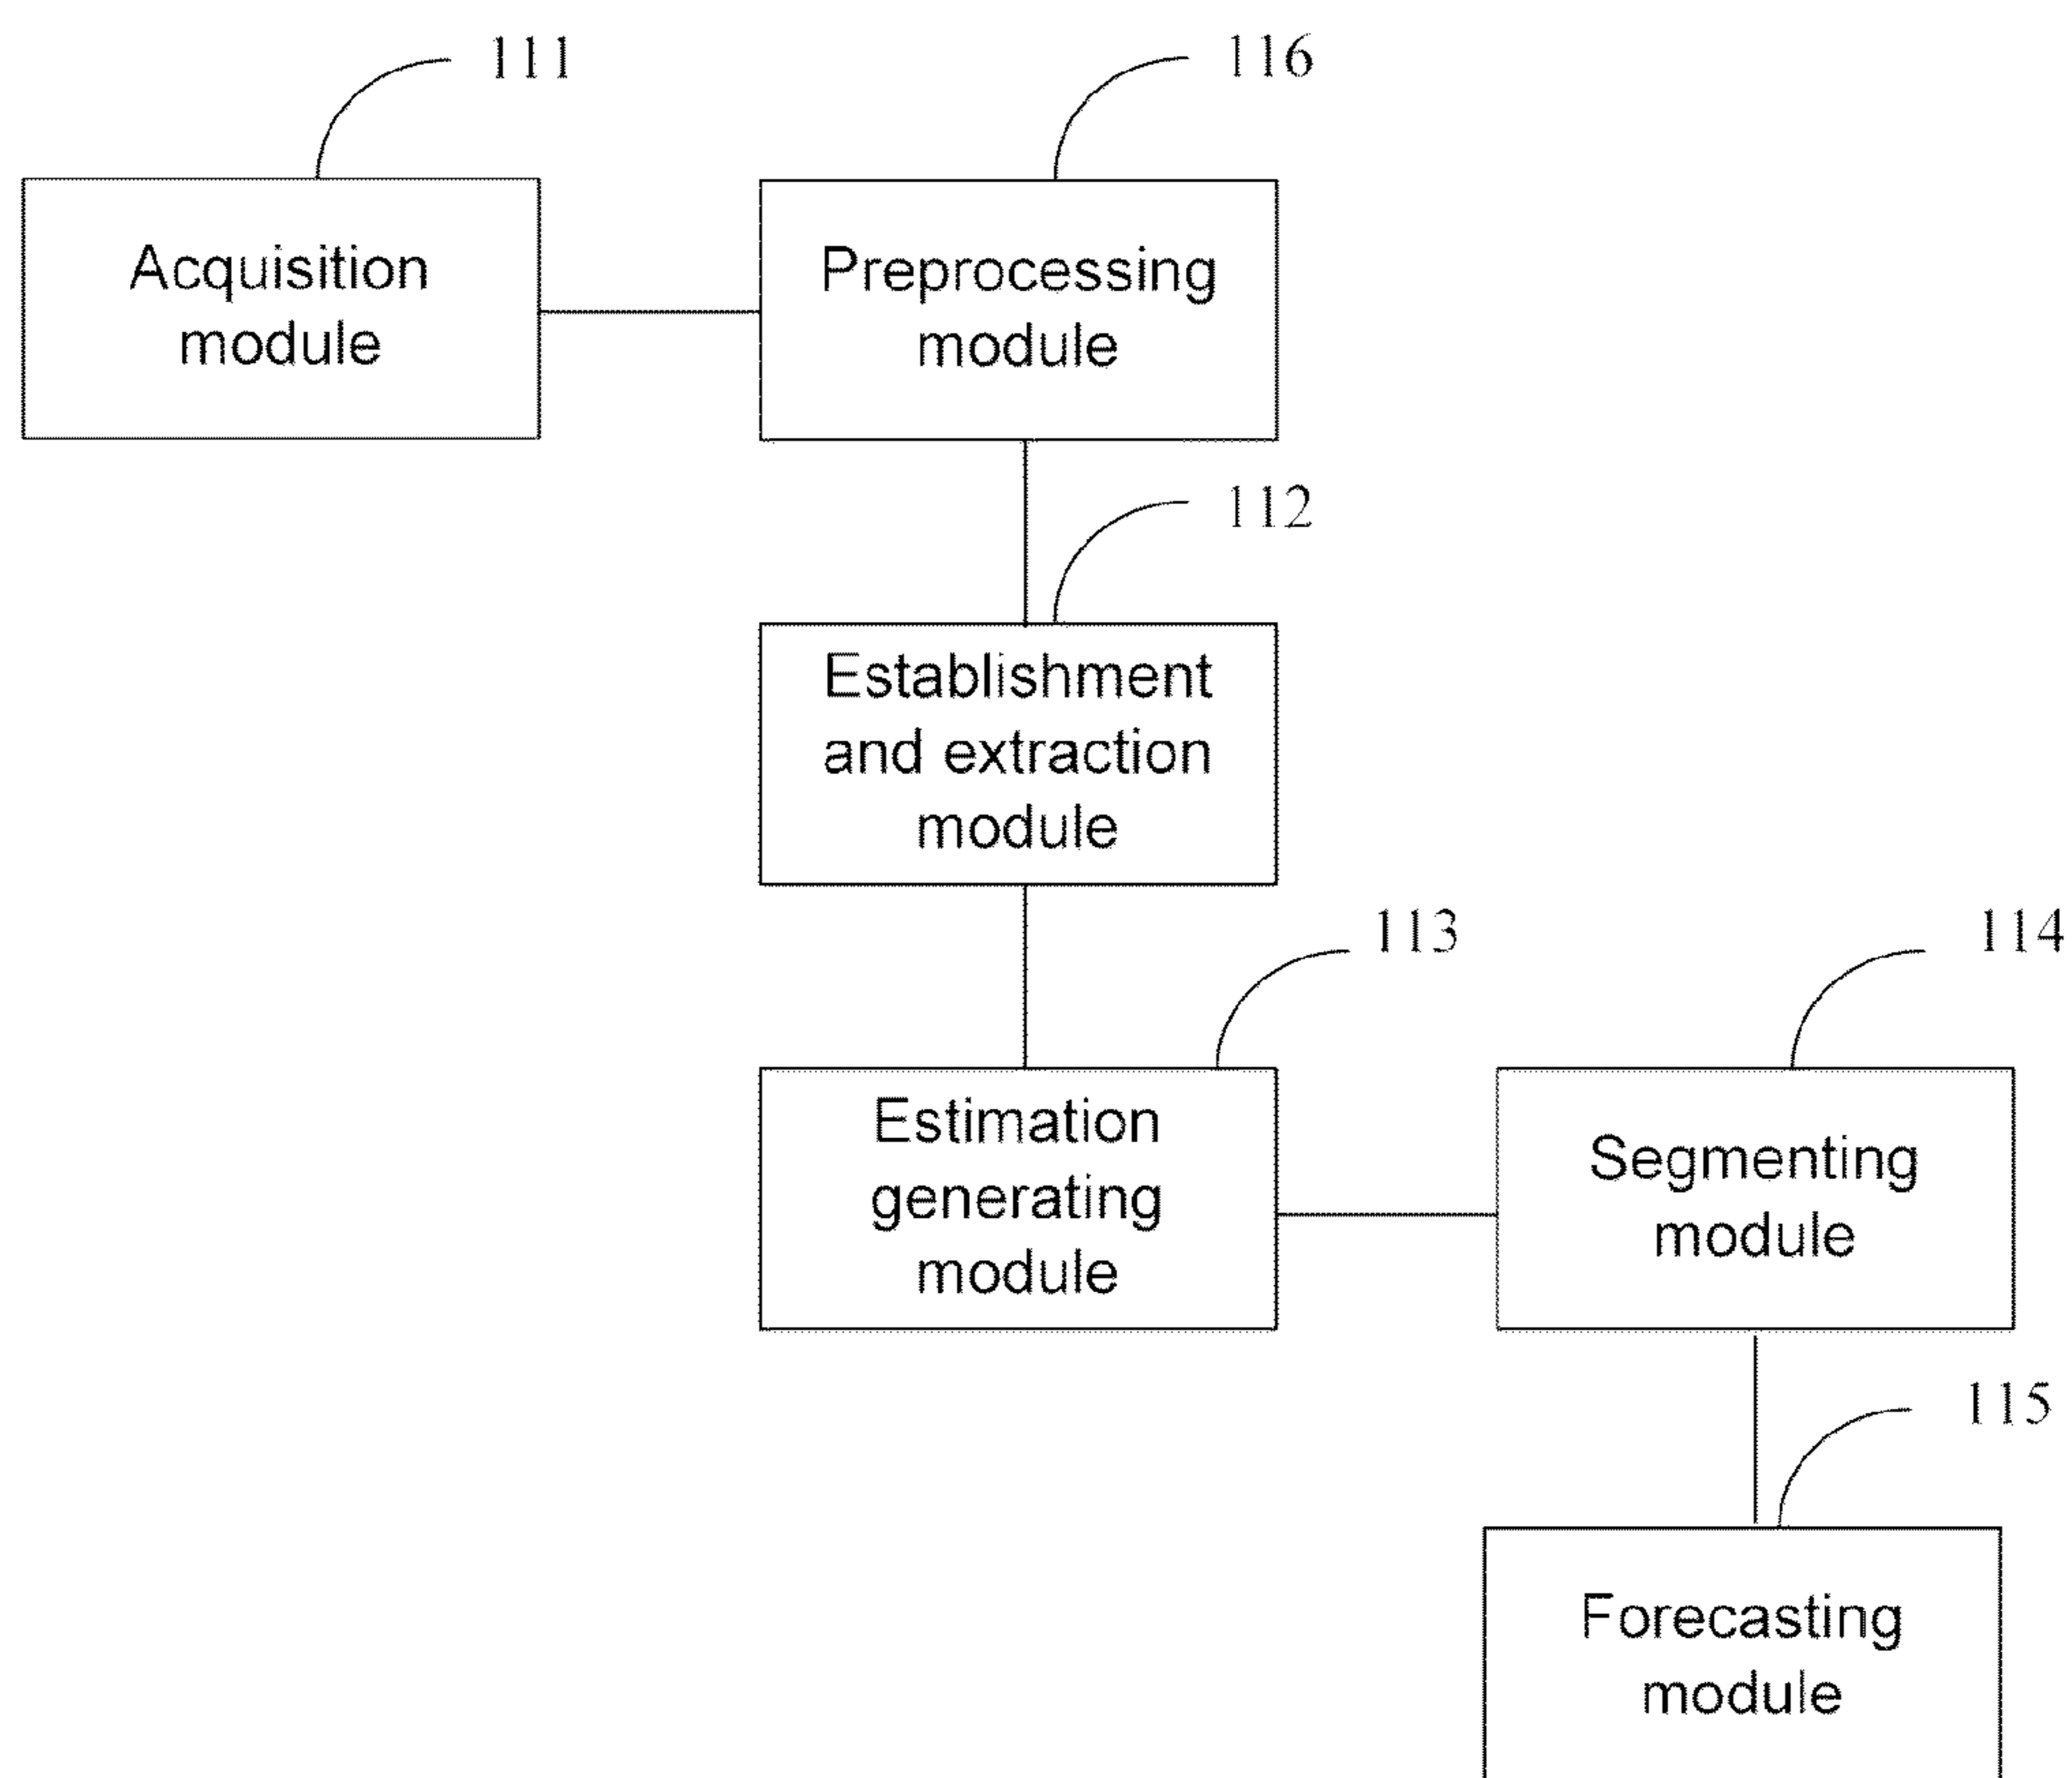 111
116
Acquisition
module
Preprocessing
module
112
Establishment
and extraction
module
113
114
Estimation
generating
module
Segmenting
module
115
Forecasting
module